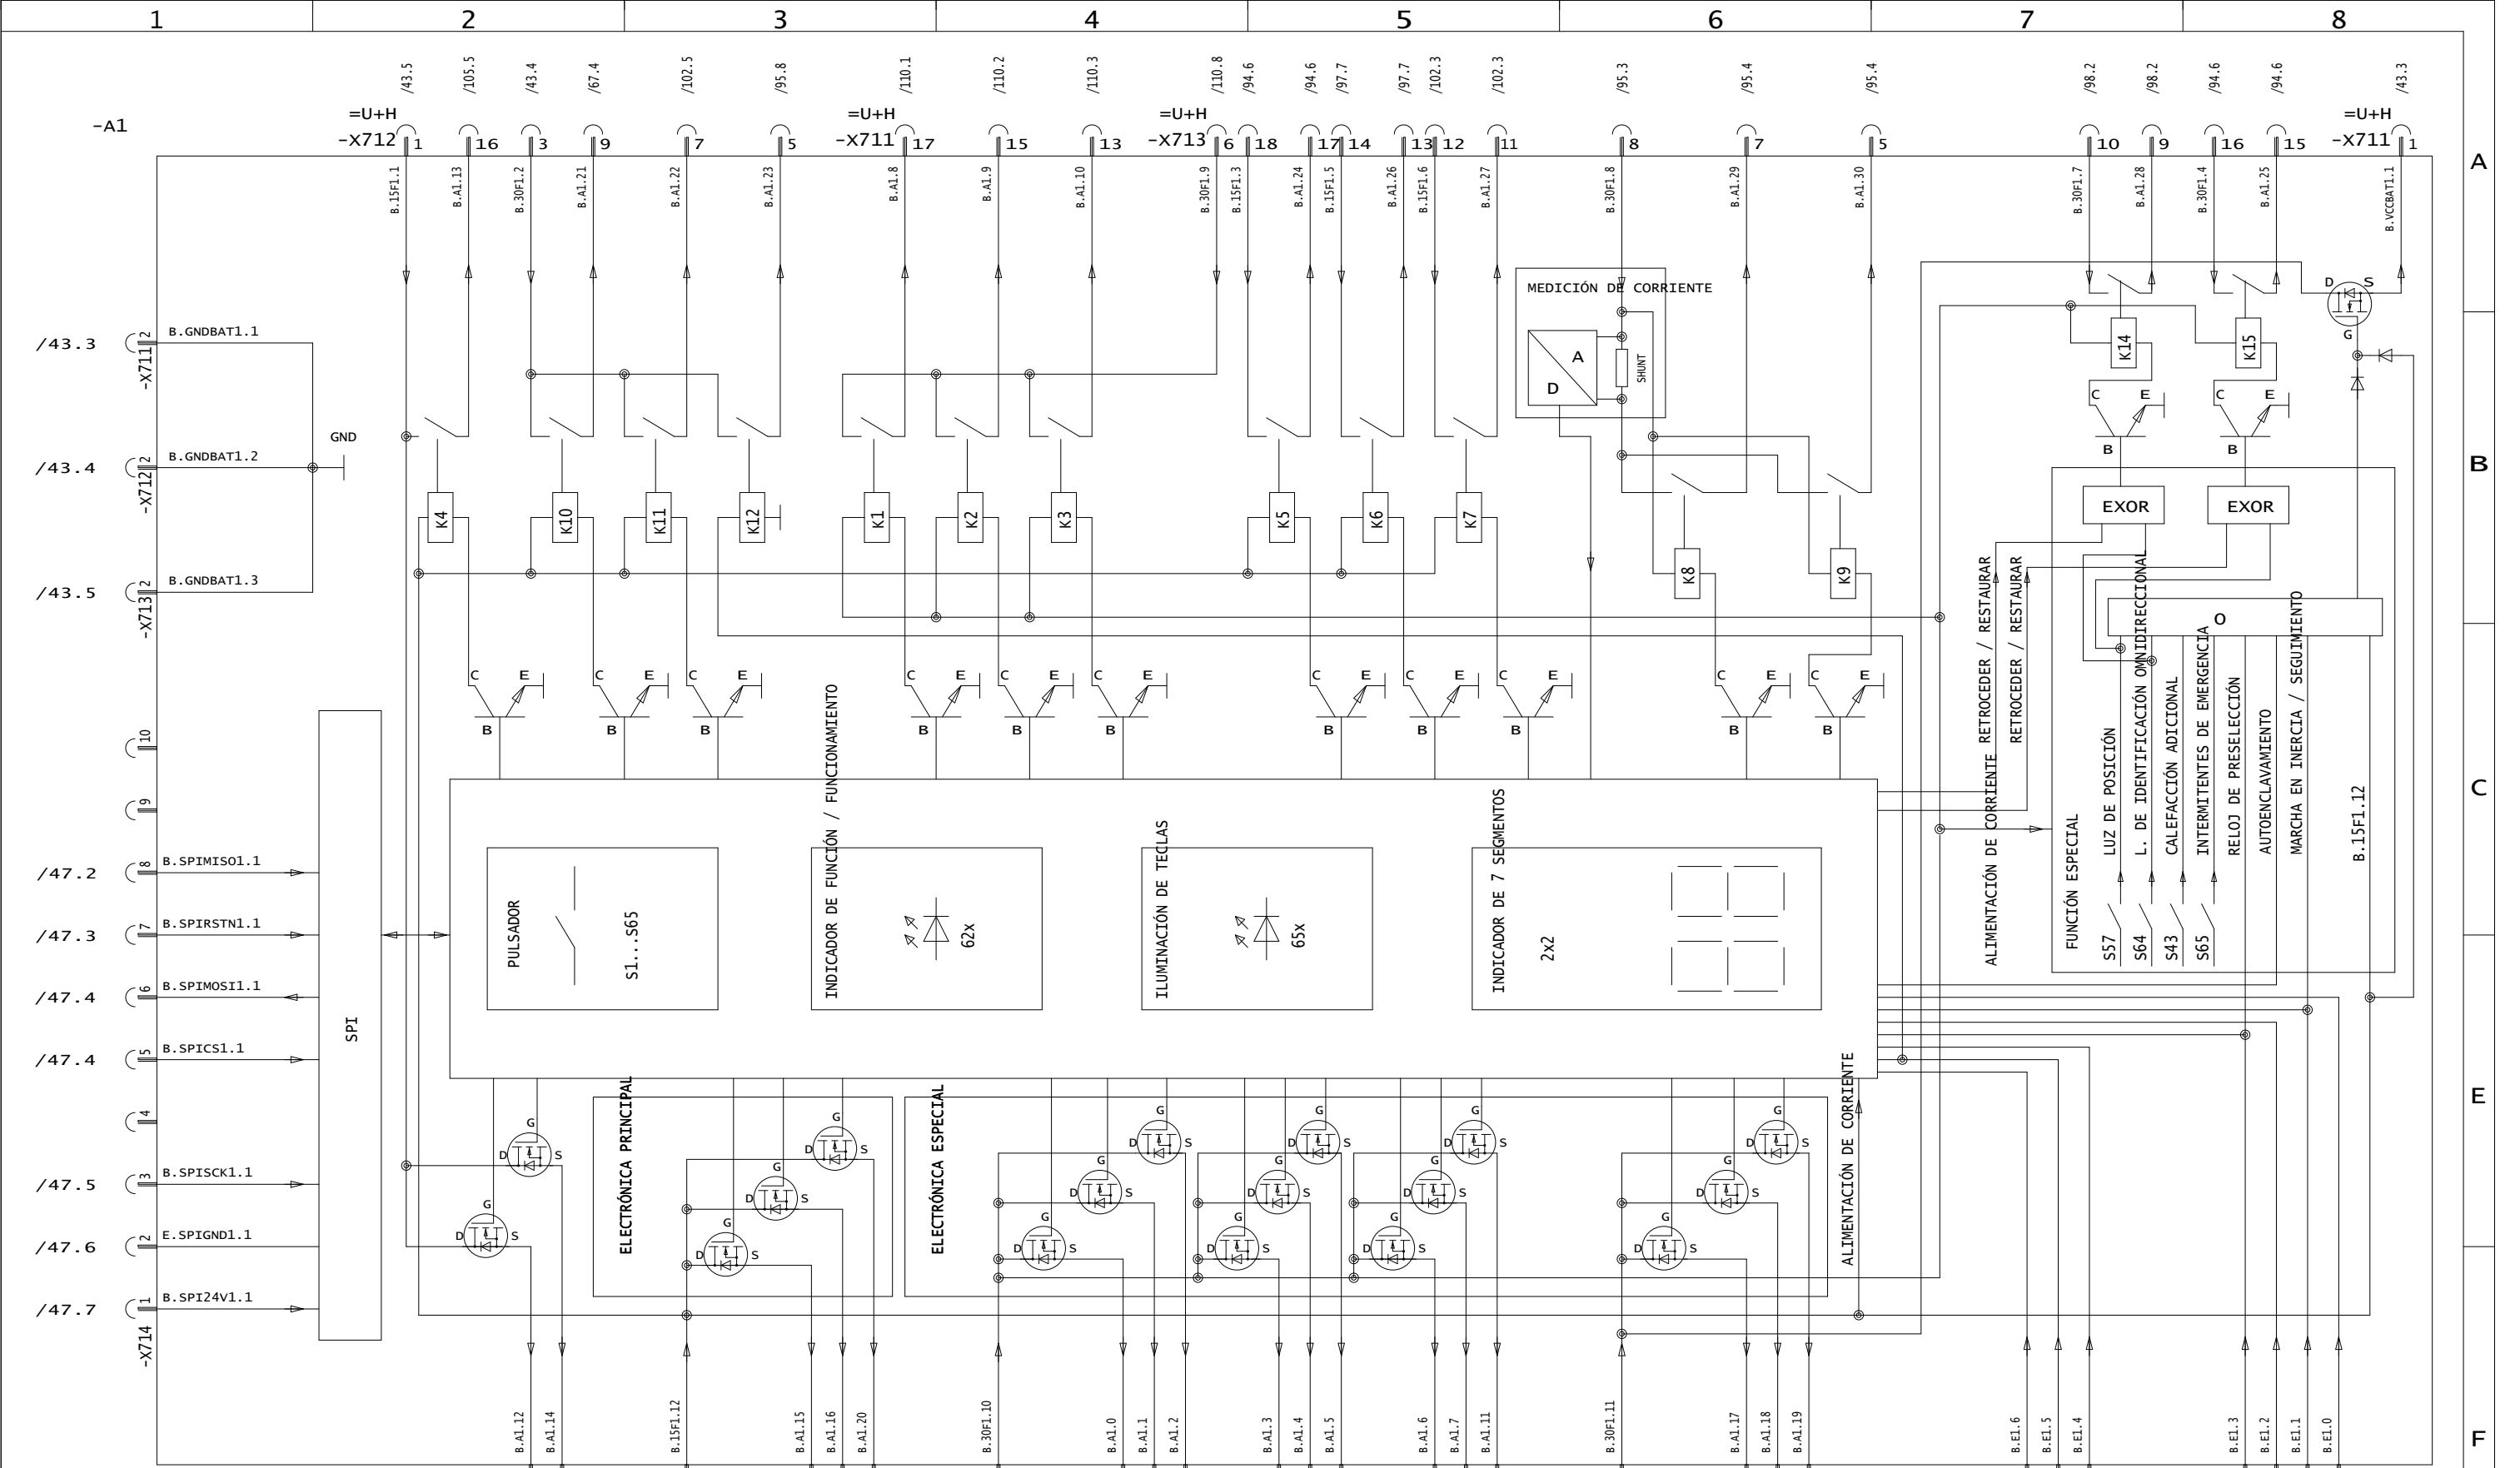 1 2 3 4 5 6 7 8
/43.5 /105.5 /43.4 /67.4 /102.5 /95.8 /110.1 /110.2 /110.3 /110.8 /94.6 /94.6 /97.7 /97.7 /102.3 /102.3 /95.3 /95.4 /95.4 /98.2 /98.2 /94.6 /94.6 /43.3
=U+H =U+H =U+H =U+H
-A1
-X712 1 16 3 9 7 5 -X711 17 15 13 -X713 6 18 17 14 13 12 11 8 7 5 10 9 16 15 -X711 1
A
B.15F1.1 B.A1.13 B.30F1.2 B.A1.21 B.A1.22 B.A1.23 B.A1.8 B.A1.9 B.A1.10 B.30F1.9 B.15F1.3 B.A1.24 B.15F1.5 B.A1.26 B.15F1.6 B.A1.27 B.30F1.8 B.A1.29 B.A1.30 B.30F1.7 B.A1.28 B.30F1.4 B.A1.25 B.VCCBAT1.1
MEDICIÓN DE CORRIENTE
A
D
SHUNT
D S
G
K14 K15
C E C E
B B
/43.3 2 B.GNDBAT1.1
-X711
GND
/43.4 2 B.GNDBAT1.2
-X712
B
K4 K10 K11 K12 K1 K2 K3 K5 K6 K7
K8 K9
EXOR EXOR
/43.5 2 B.GNDBAT1.3
-X713
O
C E C E C E C E C E C E C E C E C E C E C E
B B B B B B B B B B B
ALIMENTACIÓN DE CORRIENTE RETROCEDER / RESTAURAR
RETROCEDER / RESTAURAR
FUNCIÓN ESPECIAL
S57 LUZ DE POSICIÓN
S64 L. DE IDENTIFICACIÓN OMNIDIRECCIONAL
S43 CALEFACCIÓN ADICIONAL
S65 INTERMITENTES DE EMERGENCIA
RELOJ DE PRESELECCIÓN
AUTOENCLAVAMIENTO
MARCHA EN INERCIA / SEGUIMIENTO
B.15F1.12
C
10
9
/47.2 8 B.SPIMISO1.1
/47.3 7 B.SPIRSTN1.1
/47.4 6 B.SPIMOSI1.1
/47.4 5 B.SPICS1.1
4
/47.5 3 B.SPISCK1.1
/47.6 2 E.SPIGND1.1
/47.7 1 B.SPI24V1.1
-X714
SPI
PULSADOR
S1...S65
INDICADOR DE FUNCIÓN / FUNCIONAMIENTO
62x
ILUMINACIÓN DE TECLAS
65x
INDICADOR DE 7 SEGMENTOS
2x2
E
ELECTRÓNICA PRINCIPAL
ELECTRÓNICA ESPECIAL
ALIMENTACIÓN DE CORRIENTE
G G G G G G
D S D S D S D S D S D S
G G G G G
D S D S D S D S D S
G G G G G G
D S D S D S D S D S D S
F
B.A1.12 B.A1.14 B.15F1.12 B.A1.15 B.A1.16 B.A1.20 B.30F1.10 B.A1.0 B.A1.1 B.A1.2 B.A1.3 B.A1.4 B.A1.5 B.A1.6 B.A1.7 B.A1.11 B.30F1.11 B.A1.17 B.A1.18 B.A1.19 B.E1.6 B.E1.5 B.E1.4 B.E1.3 B.E1.2 B.E1.1 B.E1.0